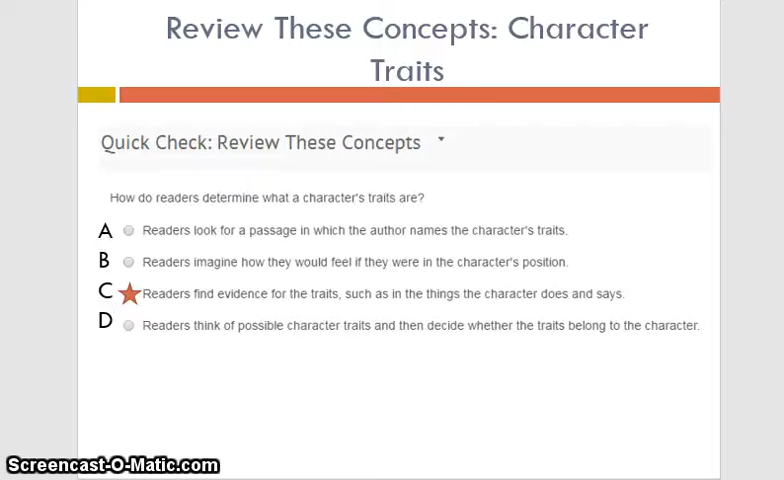 Review These Concepts: Character
Traits
Quick Check: Review These Concepts
How do readers determine what a character's traits are?
A Readers look for a passage in which the author names the character's traits.
B Readers imagine how they would feel if they were in the character's position.
C Readers find evidence for the traits, such as in the things the character does and says.
D Readers think of possible character traits and then decide whether the traits belong to the character.
Screencast-O-Matic.com